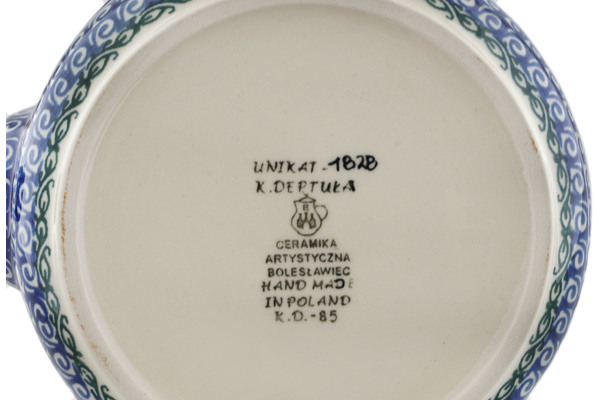 UNIKAT-1828
K.DEPTUŁA
B
CERAMIKA
ARTYSTYCZNA
BOLESŁAWIEC
HAND MADE
IN POLAND
K.D.-85